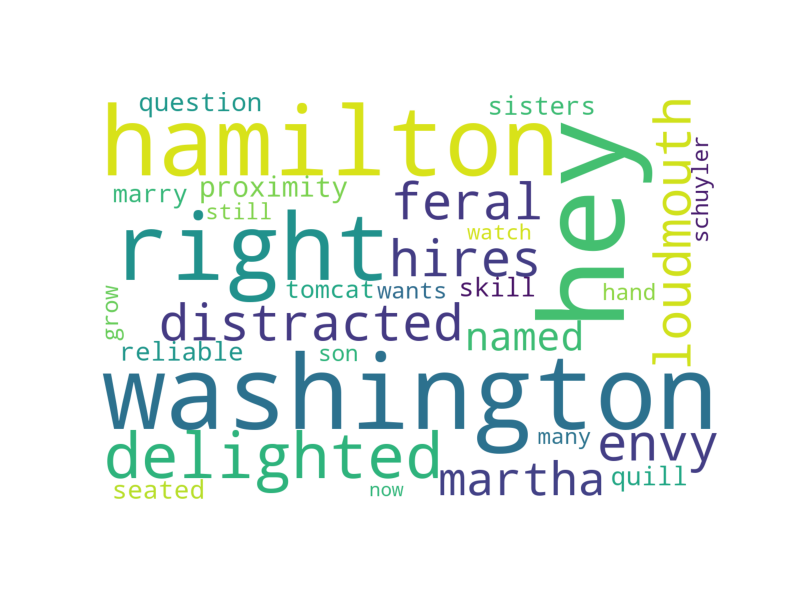 question
sisters
hamilton
hey
loudmouth
schuyler
marry
proximity
feral
still
right
watch
hires
grow
tomcat
wants
skill
hand
distracted
named
reliable
son
washington
delighted
many
envy
martha
quill
seated
now